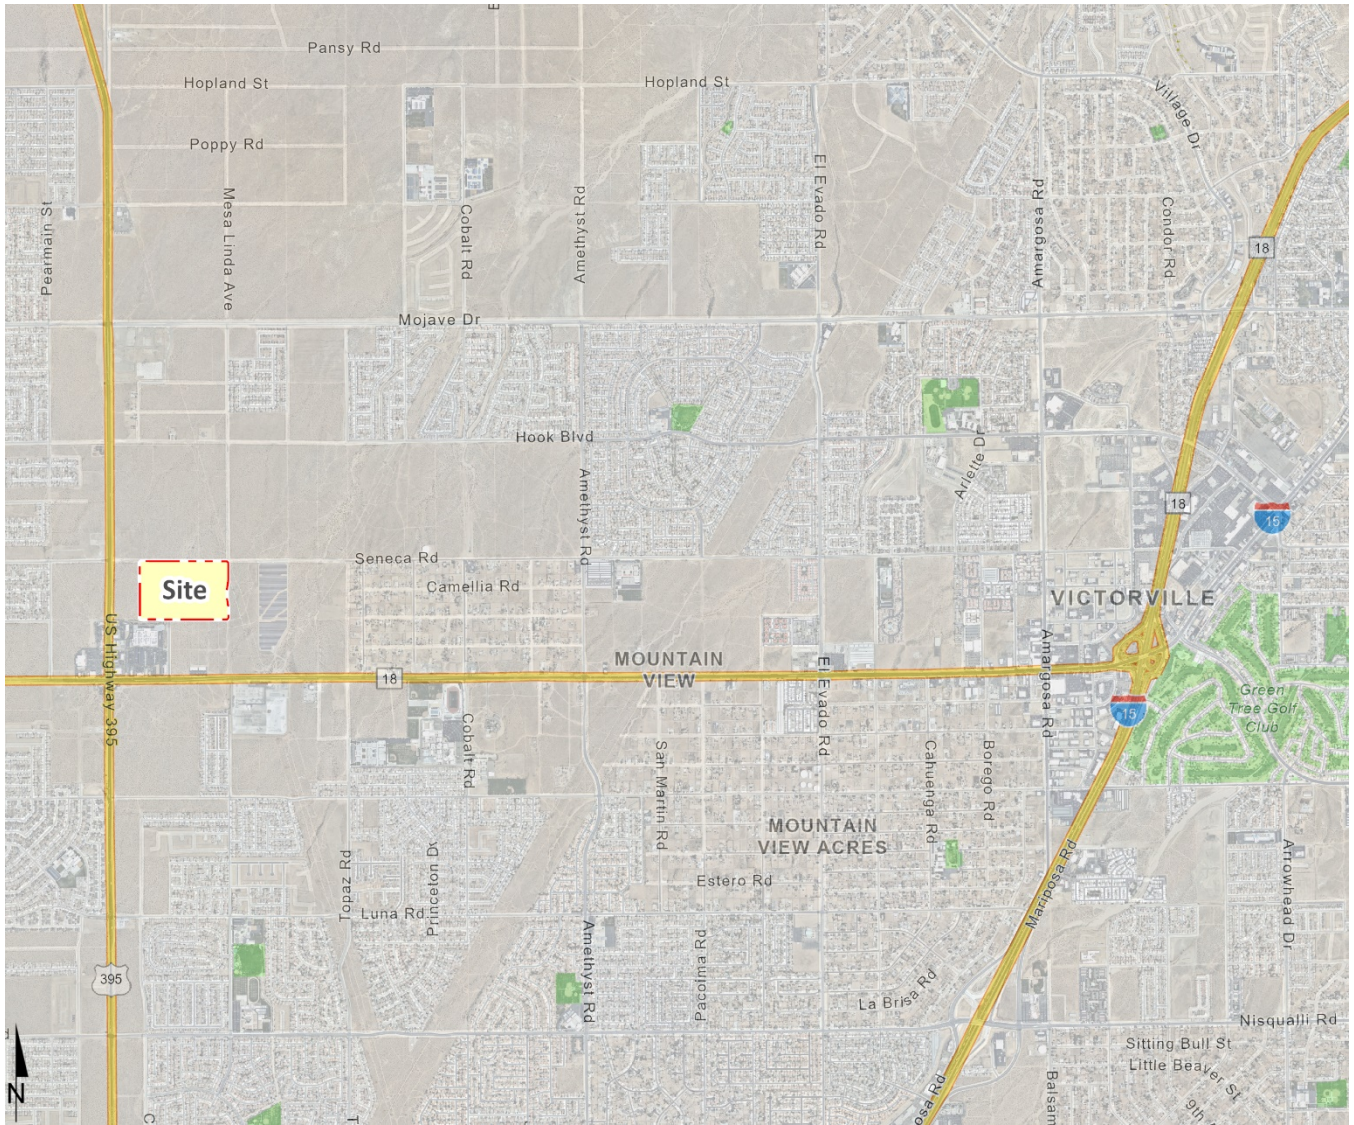 Pansy Rd
Hopland St
Hopland St
Village Dr
Poppy Rd
El Evado Rd
Pearmain St
Mesa Linda Ave
Cobalt Rd
Amethyst Rd
Amargosa Rd
Condor Rd
18
Mojave Dr
Hook Blvd
Arlette Dr
Amethyst Rd
18
15
Seneca Rd
Camellia Rd
Site
VICTORVILLE
US Highway 395
MOUNTAIN
VIEW
18
El Evado Rd
Amargosa Rd
15
Green
Tree Golf
Club
Cobalt Rd
San Martin Rd
Cahuenga Rd
Borego Rd
MOUNTAIN
VIEW ACRES
Topaz Rd
Princeton Dr
Estero Rd
Mariposa Rd
Arrowhead Dr
Luna Rd
Amethyst Rd
Pacoima Rd
395
La Brisa Rd
Nisqualli Rd
Sitting Bull St
Little Beaver St
N
9th
Balsam
osa Rd
C
T